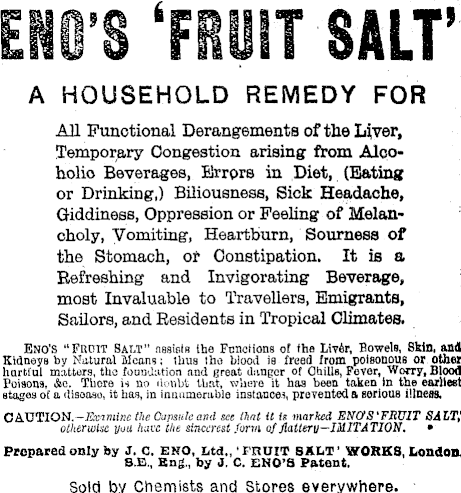 ENO'S 'FRUIT SALT'
A HOUSEHOLD REMEDY FOR
All Functional Derangements of the Liver,
Temporary Congestion arising from Alco-
holic Beverages, Errors in Diet, (Eating
or Drinking,) Biliousness, Sick Headache,
Giddiness, Oppression or Feeling of Melan-
choly, Vomiting, Heartburn, Sourness of
the Stomach, or Constipation. It is a
Refreshing and Invigorating Beverage,
most Invaluable to Travellers, Emigrants,
Sailors, and Residents in Tropical Climates.
ENO'S "FRUIT SALT" assists the Functions of the Liver, Bowels, Skin, and
Kidneys by Natural Means; thus the blood is freed from poisonous or other
hurtful matters, the foundation and great danger of Chills, Fever, Worry, Blood
Poisons, &c. There is no doubt that, where it has been taken in the earliest
stages of a disease, it has, in innumerable instances, prevented a serious illness.
CAUTION.—Examine the Capsule and see that it is marked ENO'S 'FRUIT SALT,'
otherwise you have the sincerest form of flattery—IMITATION.
Prepared only by J. C. ENO, Ltd., 'FRUIT SALT' WORKS, London,
S.E., Eng., by J. C. ENO'S Patent.
Sold by Chemists and Stores everywhere.